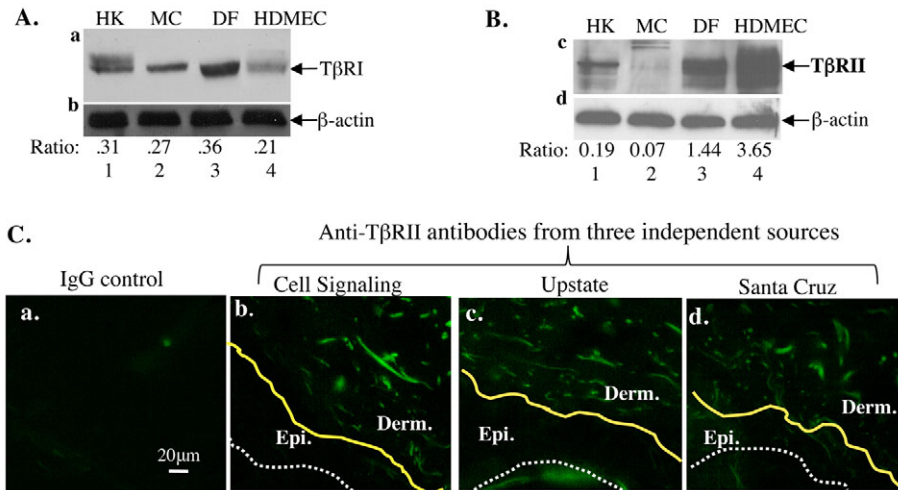 A.
HK MC DF HDMEC
a
TβRI
b
β-actin
Ratio: .31 .27 .36 .21
1 2 3 4
B.
HK MC DF HDMEC
c
TβRII
d
β-actin
Ratio: 0.19 0.07 1.44 3.65
1 2 3 4
C.
Anti-TβRII antibodies from three independent sources
IgG control
Cell Signaling
Upstate
Santa Cruz
a.
20μm
b.
Derm.
Epi.
c.
Derm.
Epi.
d.
Derm.
Epi.